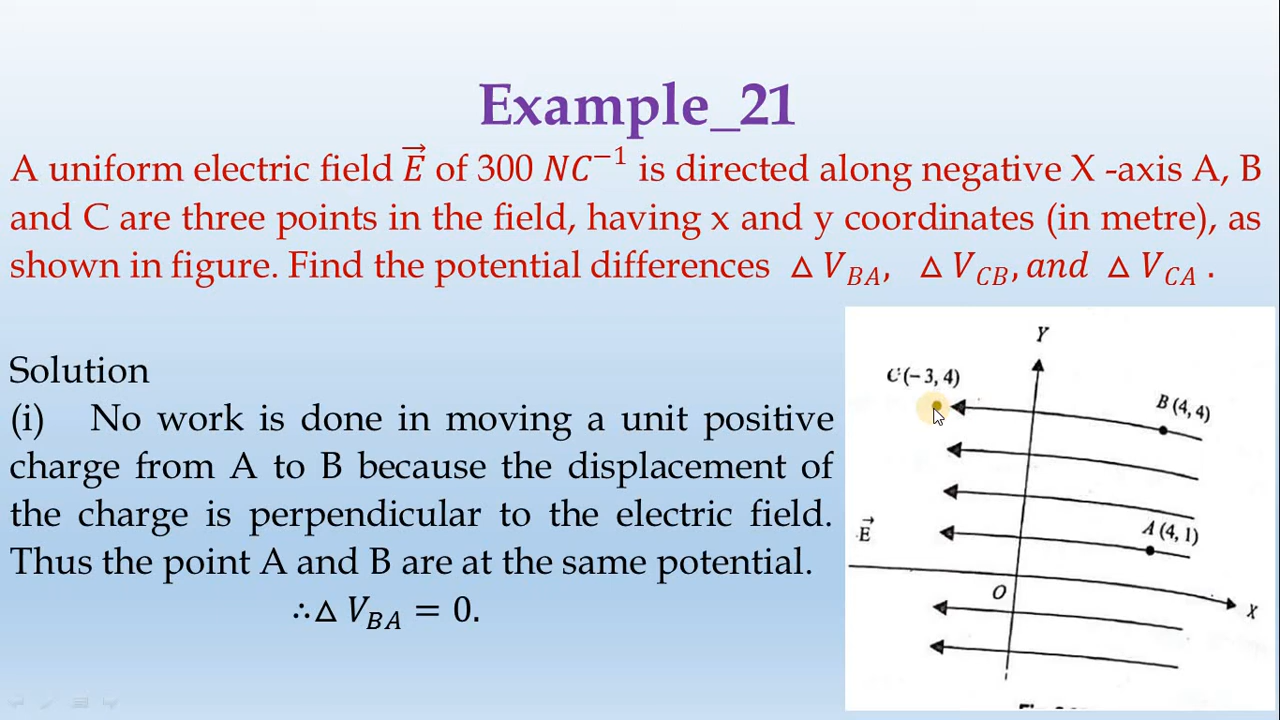 Example_21
A uniform electric field E⃗ of 300 NC⁻¹ is directed along negative X -axis A, B
and C are three points in the field, having x and y coordinates (in metre), as
shown in figure. Find the potential differences △ V_BA, △ V_CB, and △ V_CA .
Solution
(i) No work is done in moving a unit positive
charge from A to B because the displacement of
the charge is perpendicular to the electric field.
Thus the point A and B are at the same potential.
∴△ V_BA = 0.
Y
C (– 3, 4)
B (4, 4)
E⃗
A (4, 1)
O
X